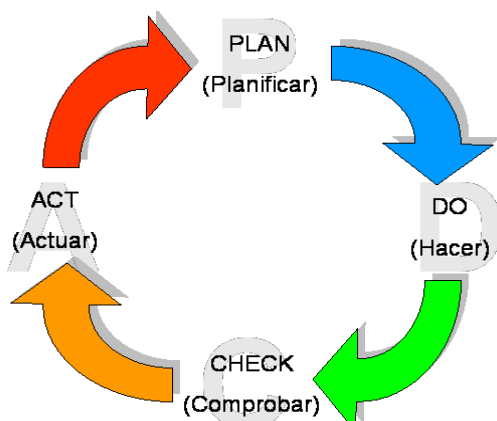 P
PLAN
(Planificar)
D
DO
(Hacer)
C
CHECK
(Comprobar)
A
ACT
(Actuar)